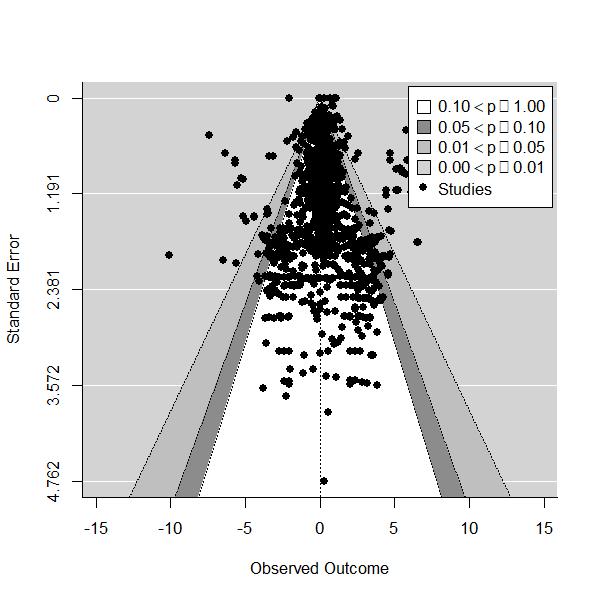 0.10 < p □ 1.00
0.05 < p □ 0.10
0.01 < p □ 0.05
0.00 < p □ 0.01
Studies
Standard Error
0
1.191
2.381
3.572
4.762
-15 -10 -5 0 5 10 15
Observed Outcome